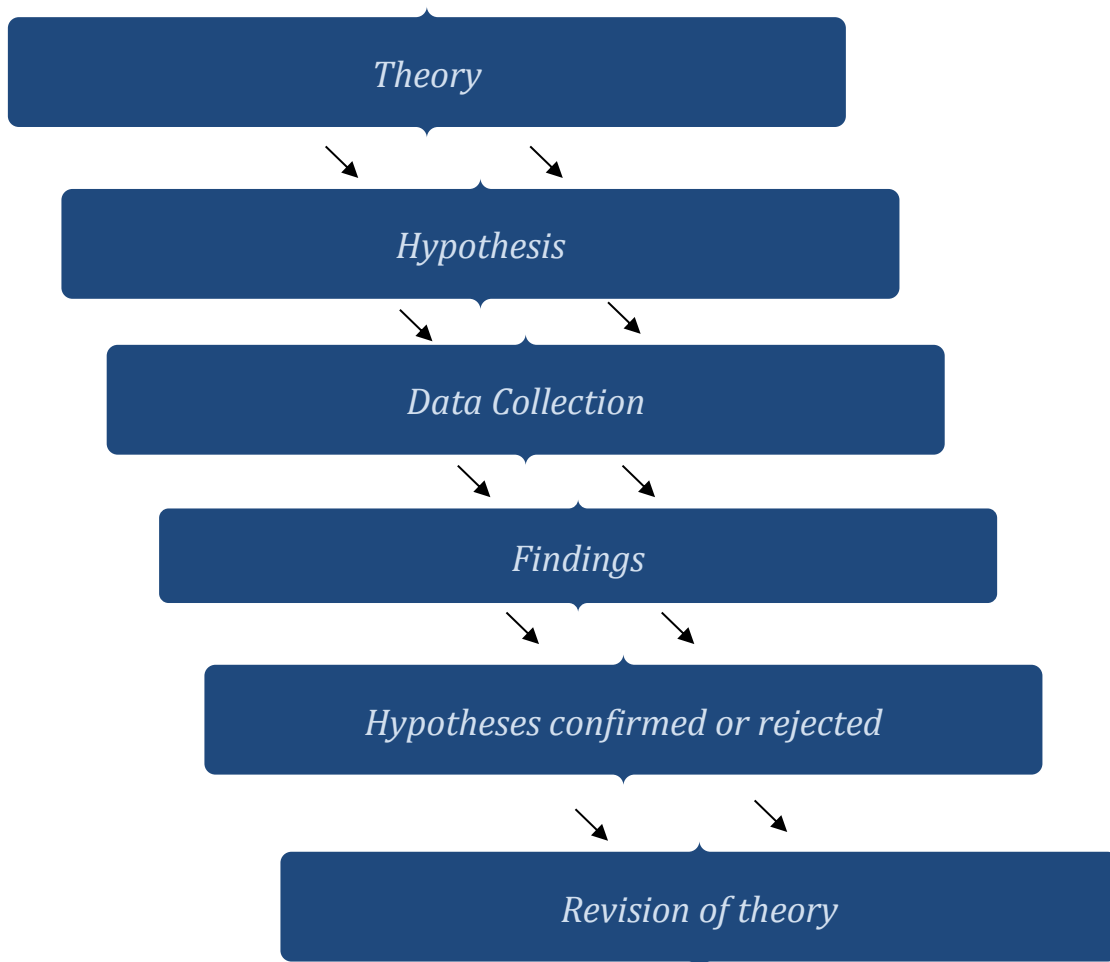 Theory
Hypothesis
Data Collection
Findings
Hypotheses confirmed or rejected
Revision of theory